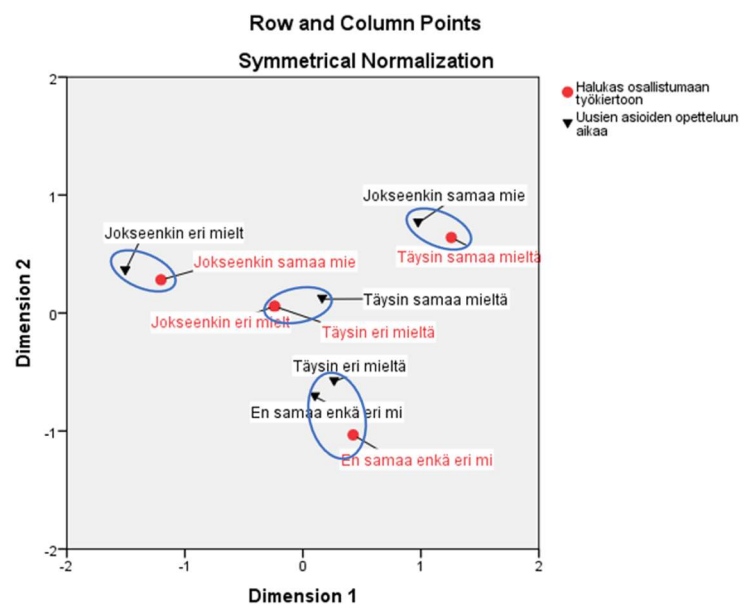 Row and Column Points
Symmetrical Normalization
Halukas osallistumaan
työkiertoon
Uusien asioiden opetteluun
aikaa
2
1
0
-1
-2
Dimension 2
Jokseenkin samaa mie
Täysin samaa mieltä
Jokseenkin eri mielt
Jokseenkin samaa mie
Täysin samaa mieltä
Jokseenkin eri mielt
Täysin eri mieltä
Täysin eri mieltä
En samaa enkä eri mi
En samaa enkä eri mi
-2
-1
0
1
2
Dimension 1